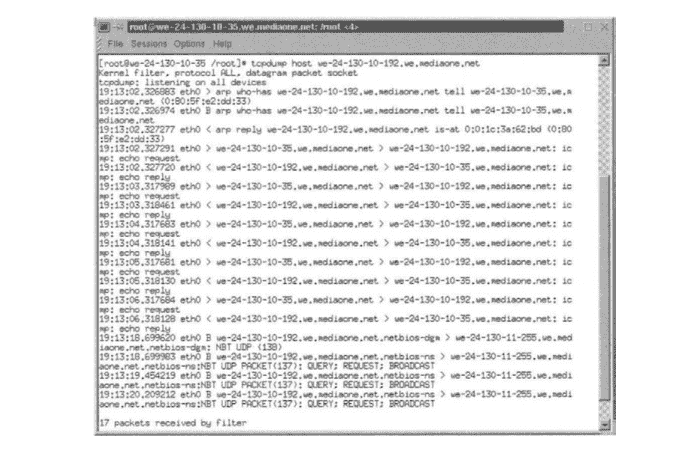 root@we-24-130-18-35.we.mediaone.net: /root <4>
File Sessions Options Help
[root@we-24-130-10-35 /root]# tcpdump host we-24-130-10-192.we.mediaone.net
Kernel filter, protocol ALL, datagram packet socket
tcpdump: listening on all devices
19:13:02.326883 eth0 > arp who-has we-24-130-10-192.we.mediaone.net tell we-24-130-10-35.we.m
ediaone.net (0:80:5f:e2:dd:33)
19:13:02.326974 eth0 B arp who-has we-24-130-10-192.we.mediaone.net tell we-24-130-10-35.we.m
ediaone.net
19:13:02.327277 eth0 < arp reply we-24-130-10-192.we.mediaone.net is-at 0:0:1c:3a:62:bd (0:80
:5f:e2:dd:33)
19:13:02.327291 eth0 > we-24-130-10-35.we.mediaone.net > we-24-130-10-192.we.mediaone.net: ic
mp: echo request
19:13:02.327720 eth0 < we-24-130-10-192.we.mediaone.net > we-24-130-10-35.we.mediaone.net: ic
mp: echo reply
19:13:03.317989 eth0 > we-24-130-10-35.we.mediaone.net > we-24-130-10-192.we.mediaone.net: ic
mp: echo request
19:13:03.318461 eth0 < we-24-130-10-192.we.mediaone.net > we-24-130-10-35.we.mediaone.net: ic
mp: echo reply
19:13:04.317683 eth0 > we-24-130-10-35.we.mediaone.net > we-24-130-10-192.we.mediaone.net: ic
mp: echo request
19:13:04.318141 eth0 < we-24-130-10-192.we.mediaone.net > we-24-130-10-35.we.mediaone.net: ic
mp: echo reply
19:13:05.317681 eth0 > we-24-130-10-35.we.mediaone.net > we-24-130-10-192.we.mediaone.net: ic
mp: echo request
19:13:05.318130 eth0 < we-24-130-10-192.we.mediaone.net > we-24-130-10-35.we.mediaone.net: ic
mp: echo reply
19:13:06.317684 eth0 > we-24-130-10-35.we.mediaone.net > we-24-130-10-192.we.mediaone.net: ic
mp: echo request
19:13:06.318128 eth0 < we-24-130-10-192.we.mediaone.net > we-24-130-10-35.we.mediaone.net: ic
mp: echo reply
19:13:18.699620 eth0 B we-24-130-10-192.we.mediaone.net.netbios-dgm > we-24-130-11-255.we.med
iaone.net.netbios-dgm: NBT UDP (138)
19:13:18.699983 eth0 B we-24-130-10-192.we.mediaone.net.netbios-ns > we-24-130-11-255.we.medi
aone.net.netbios-ns:NBT UDP PACKET(137): QUERY; REQUEST; BROADCAST
19:13:19.454219 eth0 B we-24-130-10-192.we.mediaone.net.netbios-ns > we-24-130-11-255.we.medi
aone.net.netbios-ns:NBT UDP PACKET(137): QUERY; REQUEST; BROADCAST
19:13:20.209212 eth0 B we-24-130-10-192.we.mediaone.net.netbios-ns > we-24-130-11-255.we.medi
aone.net.netbios-ns:NBT UDP PACKET(137): QUERY; REQUEST; BROADCAST
17 packets received by filter